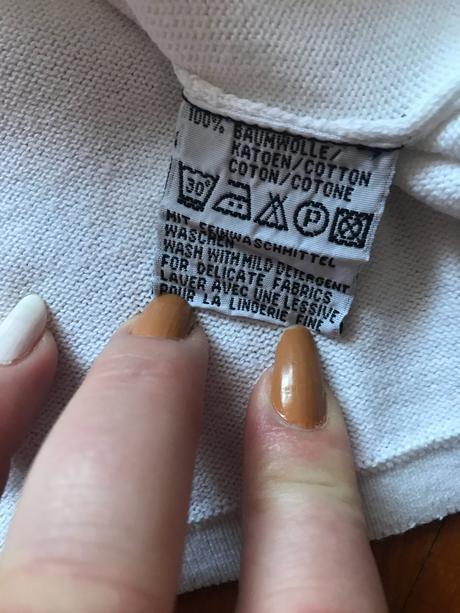 100% BAUMWOLLE/
KATOEN/COTTON
COTON/COTONE
30° P
MIT FEINWASCHMITTEL
WASCHEN
WASH WITH MILD DETERGENT
FOR DELICATE FABRICS
LAVER AVEC UNE LESSIVE
POUR LA LINGERIE FINE